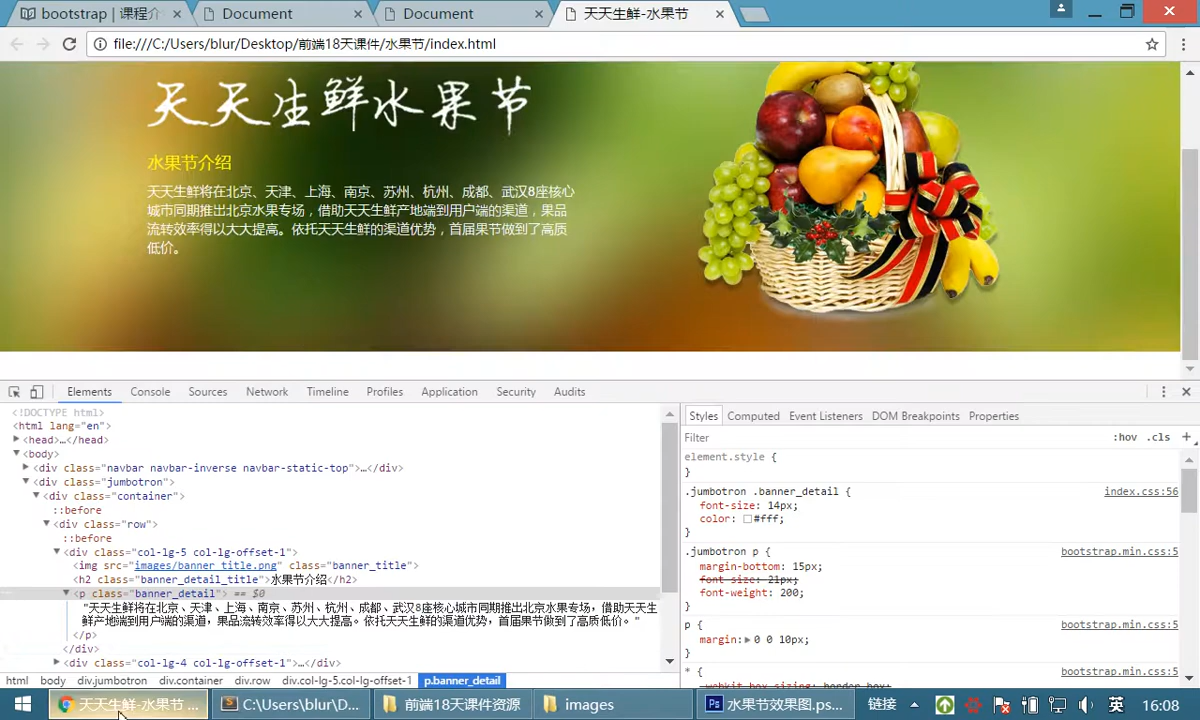 bootstrap | 课程介
Document
Document
天天生鲜-水果节
file:///C:/Users/blur/Desktop/前端18天课件/水果节/index.html
天天生鲜水果节
水果节介绍
天天生鲜将在北京、天津、上海、南京、苏州、杭州、成都、武汉8座核心
城市同期推出北京水果专场，借助天天生鲜产地端到用户端的渠道，果品
流转效率得以大大提高。依托天天生鲜的渠道优势，首届果节做到了高质
低价。
Elements Console Sources Network Timeline Profiles Application Security Audits
<!DOCTYPE html>
<html lang="en">
<head>…</head>
<body>
<div class="navbar navbar-inverse navbar-static-top">…</div>
<div class="jumbotron">
<div class="container">
::before
<div class="row">
::before
<div class="col-lg-5 col-lg-offset-1">
<img src="images/banner_title.png" class="banner_title">
<h2 class="banner_detail_title">水果节介绍</h2>
<p class="banner_detail"> == $0
"天天生鲜将在北京、天津、上海、南京、苏州、杭州、成都、武汉8座核心城市同期推出北京水果专场，借助天天生
鲜产地端到用户端的渠道，果品流转效率得以大大提高。依托天天生鲜的渠道优势，首届果节做到了高质低价。"
</p>
</div>
<div class="col-lg-4 col-lg-offset-1">…</div>
html body div.jumbotron div.container div.row div.col-lg-5.col-lg-offset-1 p.banner_detail
Styles Computed Event Listeners DOM Breakpoints Properties
Filter :hov .cls +
element.style {
}
.jumbotron .banner_detail { index.css:56
font-size: 14px;
color: #fff;
}
.jumbotron p { bootstrap.min.css:5
margin-bottom: 15px;
font-size: 21px;
font-weight: 200;
}
p { bootstrap.min.css:5
margin: 0 0 10px;
}
* { bootstrap.min.css:5
-webkit-box-sizing: border-box;
天天生鲜-水果节 ... C:\Users\blur\D... 前端18天课件资源 images 水果节效果图.ps... 链接 英 16:08